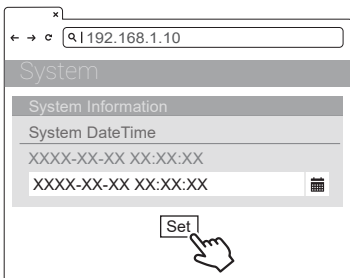 192.168.1.10
System
System Information
System DateTime
XXXX-XX-XX XX:XX:XX
XXXX-XX-XX XX:XX:XX
Set